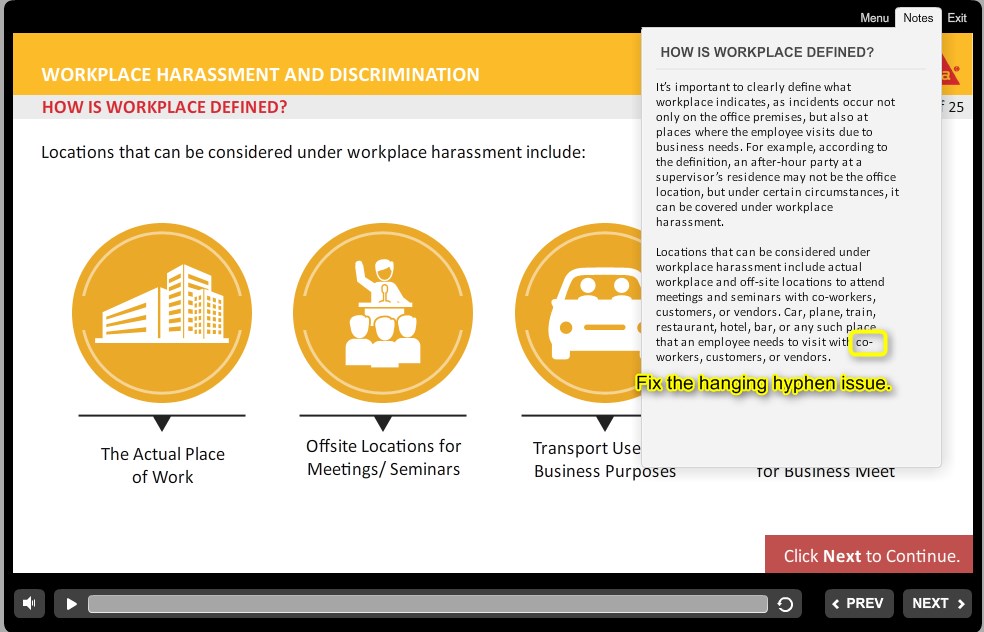 Menu Notes Exit
HOW IS WORKPLACE DEFINED?
WORKPLACE HARASSMENT AND DISCRIMINATION
HOW IS WORKPLACE DEFINED?
of 25
It's important to clearly define what
workplace indicates, as incidents occur not
only on the office premises, but also at
places where the employee visits due to
business needs. For example, according to
the definition, an after-hour party at a
supervisor's residence may not be the office
location, but under certain circumstances, it
can be covered under workplace
harassment.
Locations that can be considered under
workplace harassment include actual
workplace and off-site locations to attend
meetings and seminars with co-workers,
customers, or vendors. Car, plane, train,
restaurant, hotel, bar, or any such place
that an employee needs to visit with co-
workers, customers, or vendors.
Fix the hanging hyphen issue.
Locations that can be considered under workplace harassment include:
The Actual Place
of Work
Offsite Locations for
Meetings/ Seminars
Transport Use
Business Purposes
for Business Meet
Click Next to Continue.
PREV NEXT